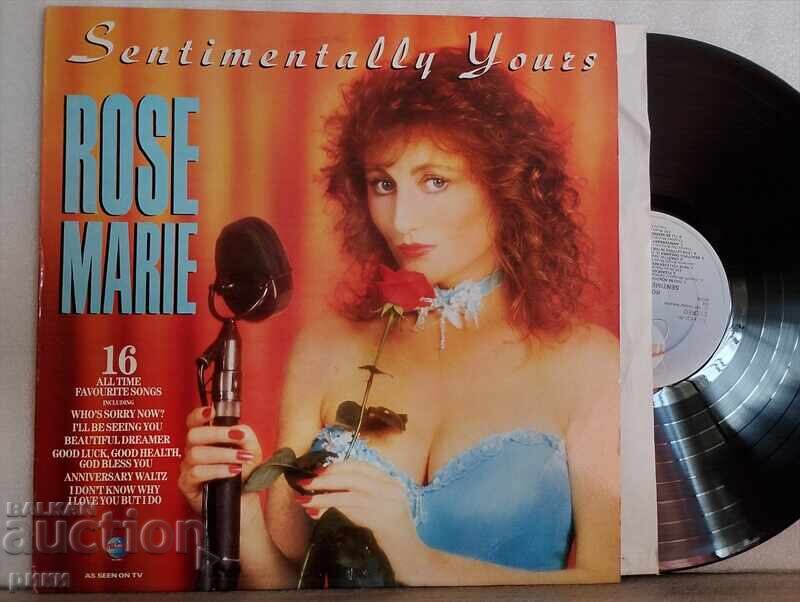 Sentimentally Yours
ROSE
MARIE
16
ALL TIME
FAVOURITE SONGS
INCLUDING
WHO'S SORRY NOW?
I'LL BE SEEING YOU
BEAUTIFUL DREAMER
GOOD LUCK, GOOD HEALTH,
GOD BLESS YOU
ANNIVERSARY WALTZ
I DON'T KNOW WHY
I LOVE YOU BUT I DO
AS SEEN ON TV
БАЛКАН
auction
рики